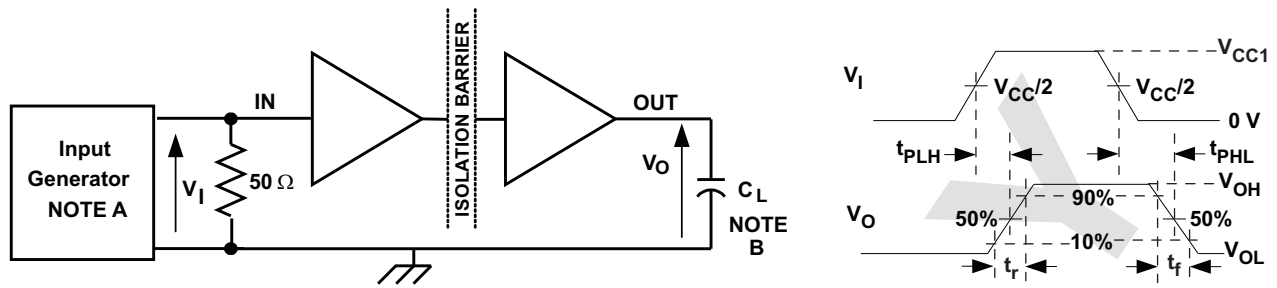 ISOLATION BARRIER
IN
OUT
Input
Generator
NOTE A
V_I
50 Ω
V_O
C_L
NOTE
B
V_I
V_CC1
V_CC/2
V_CC/2
0 V
t_PLH
t_PHL
V_O
V_OH
50%
90%
50%
10%
V_OL
t_r
t_f